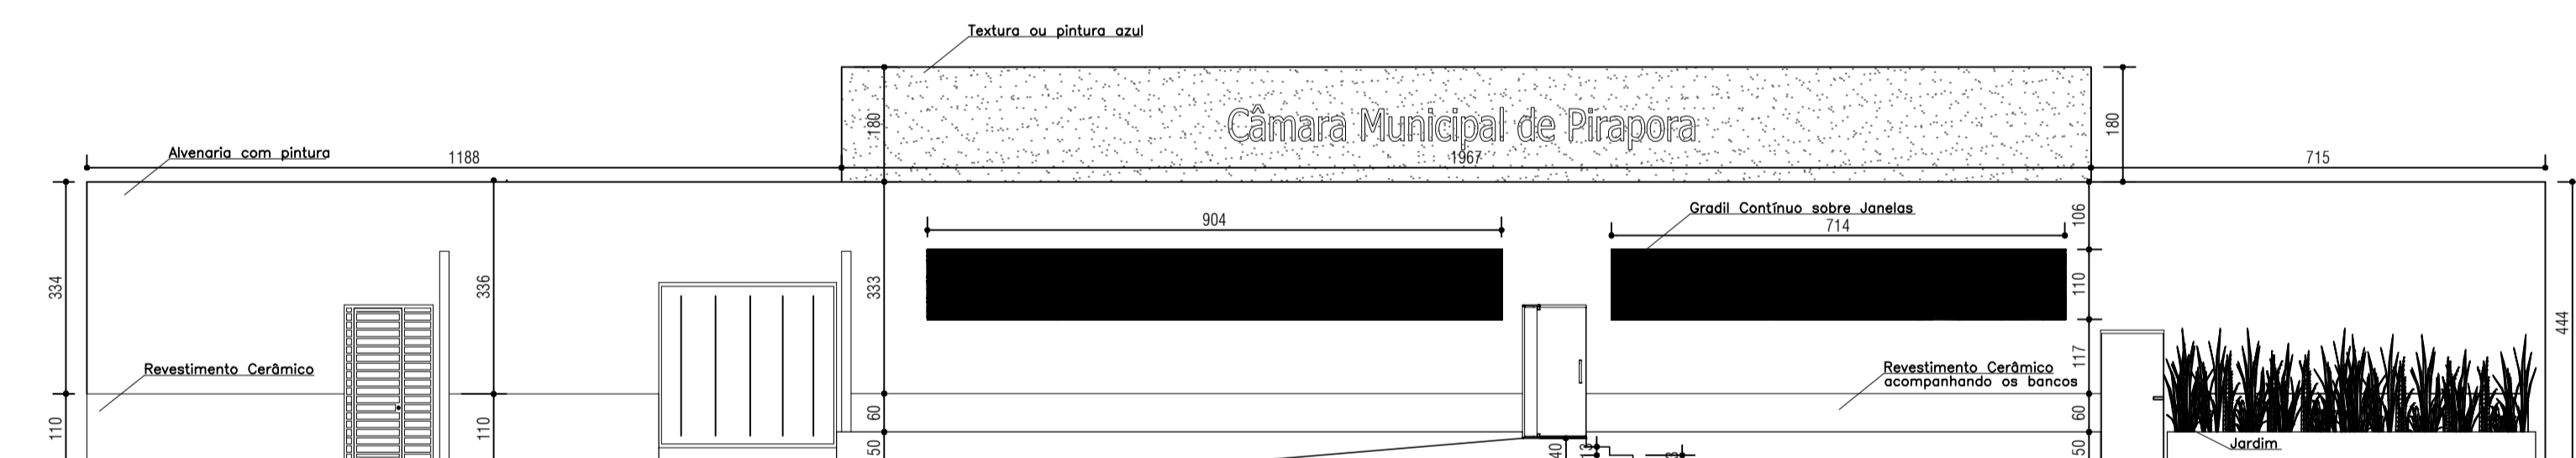 Textura ou pintura azul
Câmara Municipal de Pirapora
180
180
Alvenaria com pintura
1188
1967
715
904
Gradil Contínuo sobre Janelas
714
106
334
336
333
110
444
117
Revestimento Cerâmico
Revestimento Cerâmico
acompanhando os bancos
110
110
60
60
50
40
13
50
Jardim